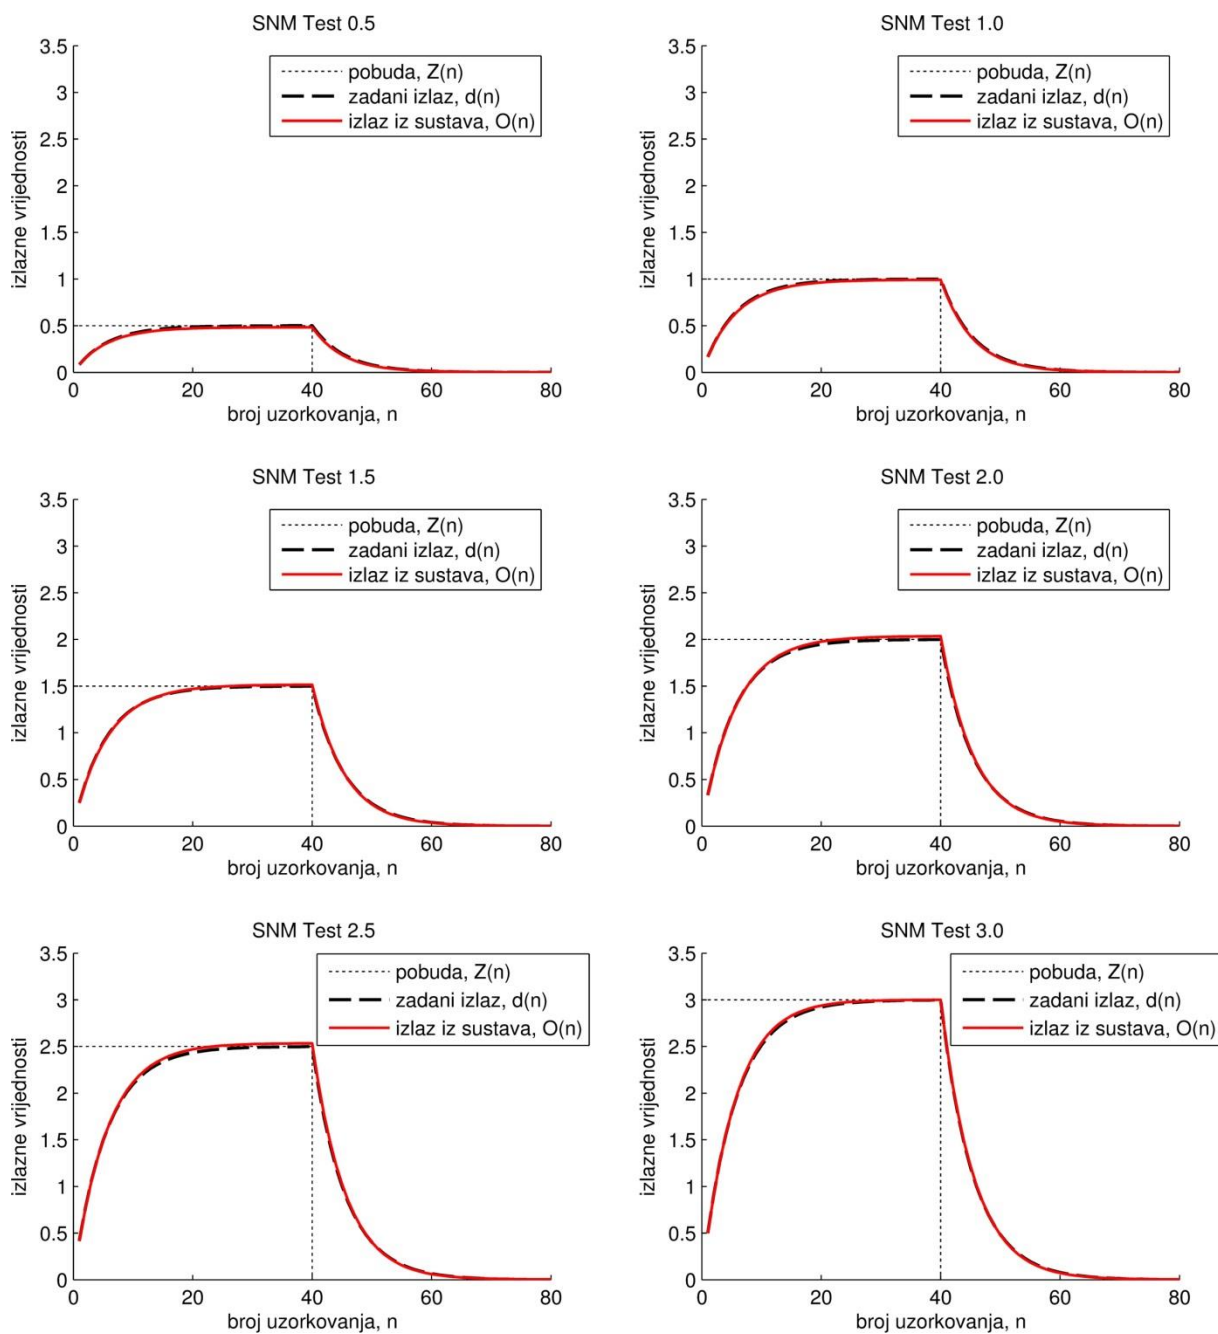 SNM Test 0.5
3.5
3
2.5
2
1.5
1
0.5
0
pobuda, Z(n)
zadani izlaz, d(n)
izlaz iz sustava, O(n)
izlazne vrijednosti
0 20 40 60 80
broj uzorkovanja, n
SNM Test 1.0
3.5
3
2.5
2
1.5
1
0.5
0
pobuda, Z(n)
zadani izlaz, d(n)
izlaz iz sustava, O(n)
izlazne vrijednosti
0 20 40 60 80
broj uzorkovanja, n
SNM Test 1.5
3.5
3
2.5
2
1.5
1
0.5
0
pobuda, Z(n)
zadani izlaz, d(n)
izlaz iz sustava, O(n)
izlazne vrijednosti
0 20 40 60 80
broj uzorkovanja, n
SNM Test 2.0
3.5
3
2.5
2
1.5
1
0.5
0
pobuda, Z(n)
zadani izlaz, d(n)
izlaz iz sustava, O(n)
izlazne vrijednosti
0 20 40 60 80
broj uzorkovanja, n
SNM Test 2.5
3.5
3
2.5
2
1.5
1
0.5
0
pobuda, Z(n)
zadani izlaz, d(n)
izlaz iz sustava, O(n)
izlazne vrijednosti
0 20 40 60 80
broj uzorkovanja, n
SNM Test 3.0
3.5
3
2.5
2
1.5
1
0.5
0
pobuda, Z(n)
zadani izlaz, d(n)
izlaz iz sustava, O(n)
izlazne vrijednosti
0 20 40 60 80
broj uzorkovanja, n